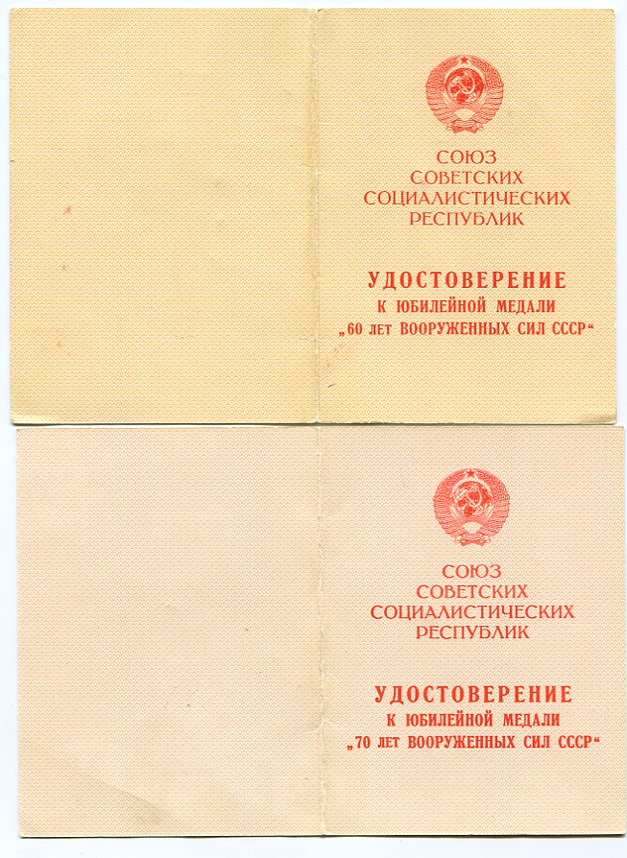 СОЮЗ
СОВЕТСКИХ
СОЦИАЛИСТИЧЕСКИХ
РЕСПУБЛИК
УДОСТОВЕРЕНИЕ
К ЮБИЛЕЙНОЙ МЕДАЛИ
„60 ЛЕТ ВООРУЖЕННЫХ СИЛ СССР“
СОЮЗ
СОВЕТСКИХ
СОЦИАЛИСТИЧЕСКИХ
РЕСПУБЛИК
УДОСТОВЕРЕНИЕ
К ЮБИЛЕЙНОЙ МЕДАЛИ
„70 ЛЕТ ВООРУЖЕННЫХ СИЛ СССР“